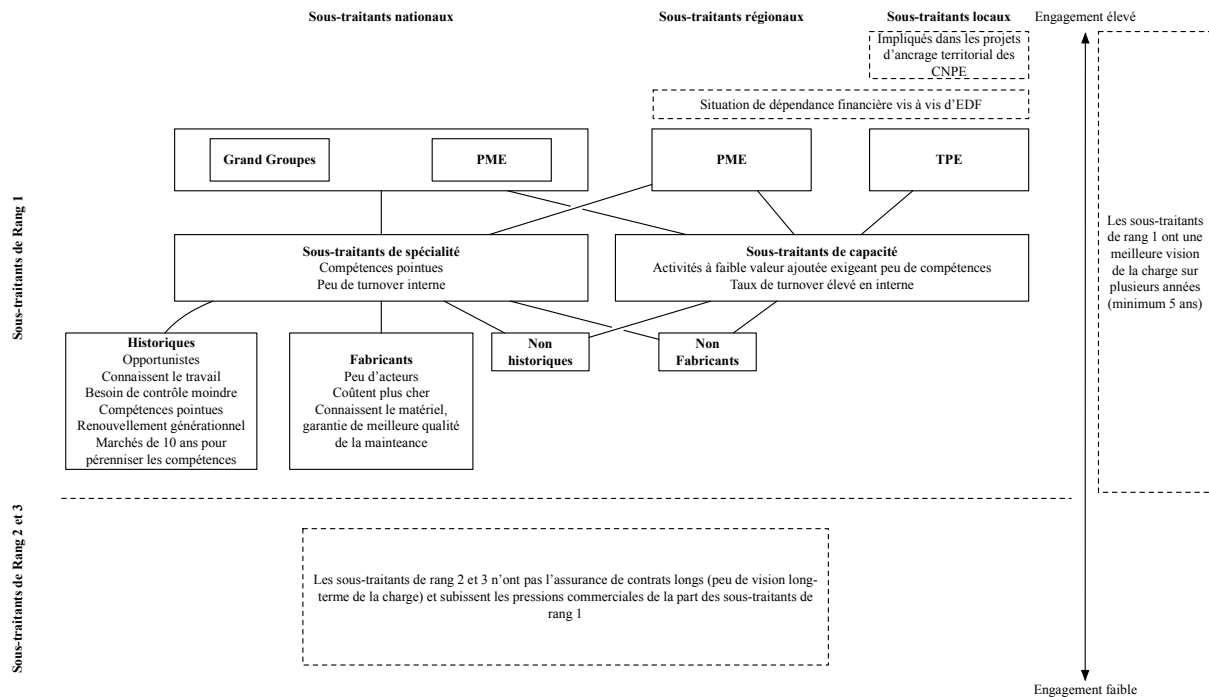 Sous-traitants nationaux
Sous-traitants régionaux
Sous-traitants locaux
Engagement élevé
Impliqués dans les projets
d’ancrage territorial des
CNPE
Situation de dépendance financière vis à vis d’EDF
Sous-traitants de Rang 1
Grand Groupes
PME
PME
TPE
Sous-traitants de spécialité
Compétences pointues
Peu de turnover interne
Sous-traitants de capacité
Activités à faible valeur ajoutée exigeant peu de compétences
Taux de turnover élevé en interne
Les sous-traitants
de rang 1 ont une
meilleure vision
de la charge sur
plusieurs années
(minimum 5 ans)
Historiques
Opportunistes
Connaissent le travail
Besoin de contrôle moindre
Compétences pointues
Renouvellement générationnel
Marchés de 10 ans pour
pérenniser les compétences
Fabricants
Peu d’acteurs
Coûtent plus cher
Connaissent le matériel,
garantie de meilleure qualité
de la mainteance
Non
historiques
Non
Fabricants
Sous-traitants de Rang 2 et 3
Les sous-traitants de rang 2 et 3 n’ont pas l’assurance de contrats longs (peu de vision long-
terme de la charge) et subissent les pressions commerciales de la part des sous-traitants de
rang 1
Engagement faible